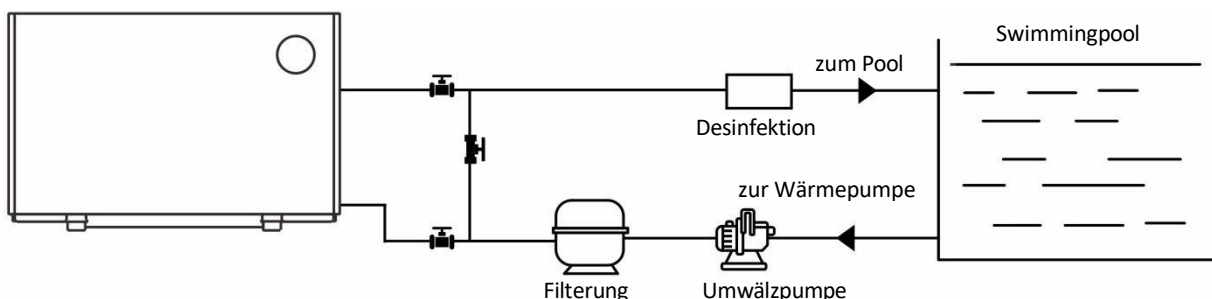 Swimmingpool
zum Pool
Desinfektion
zur Wärmepumpe
Filterung
Umwälzpumpe